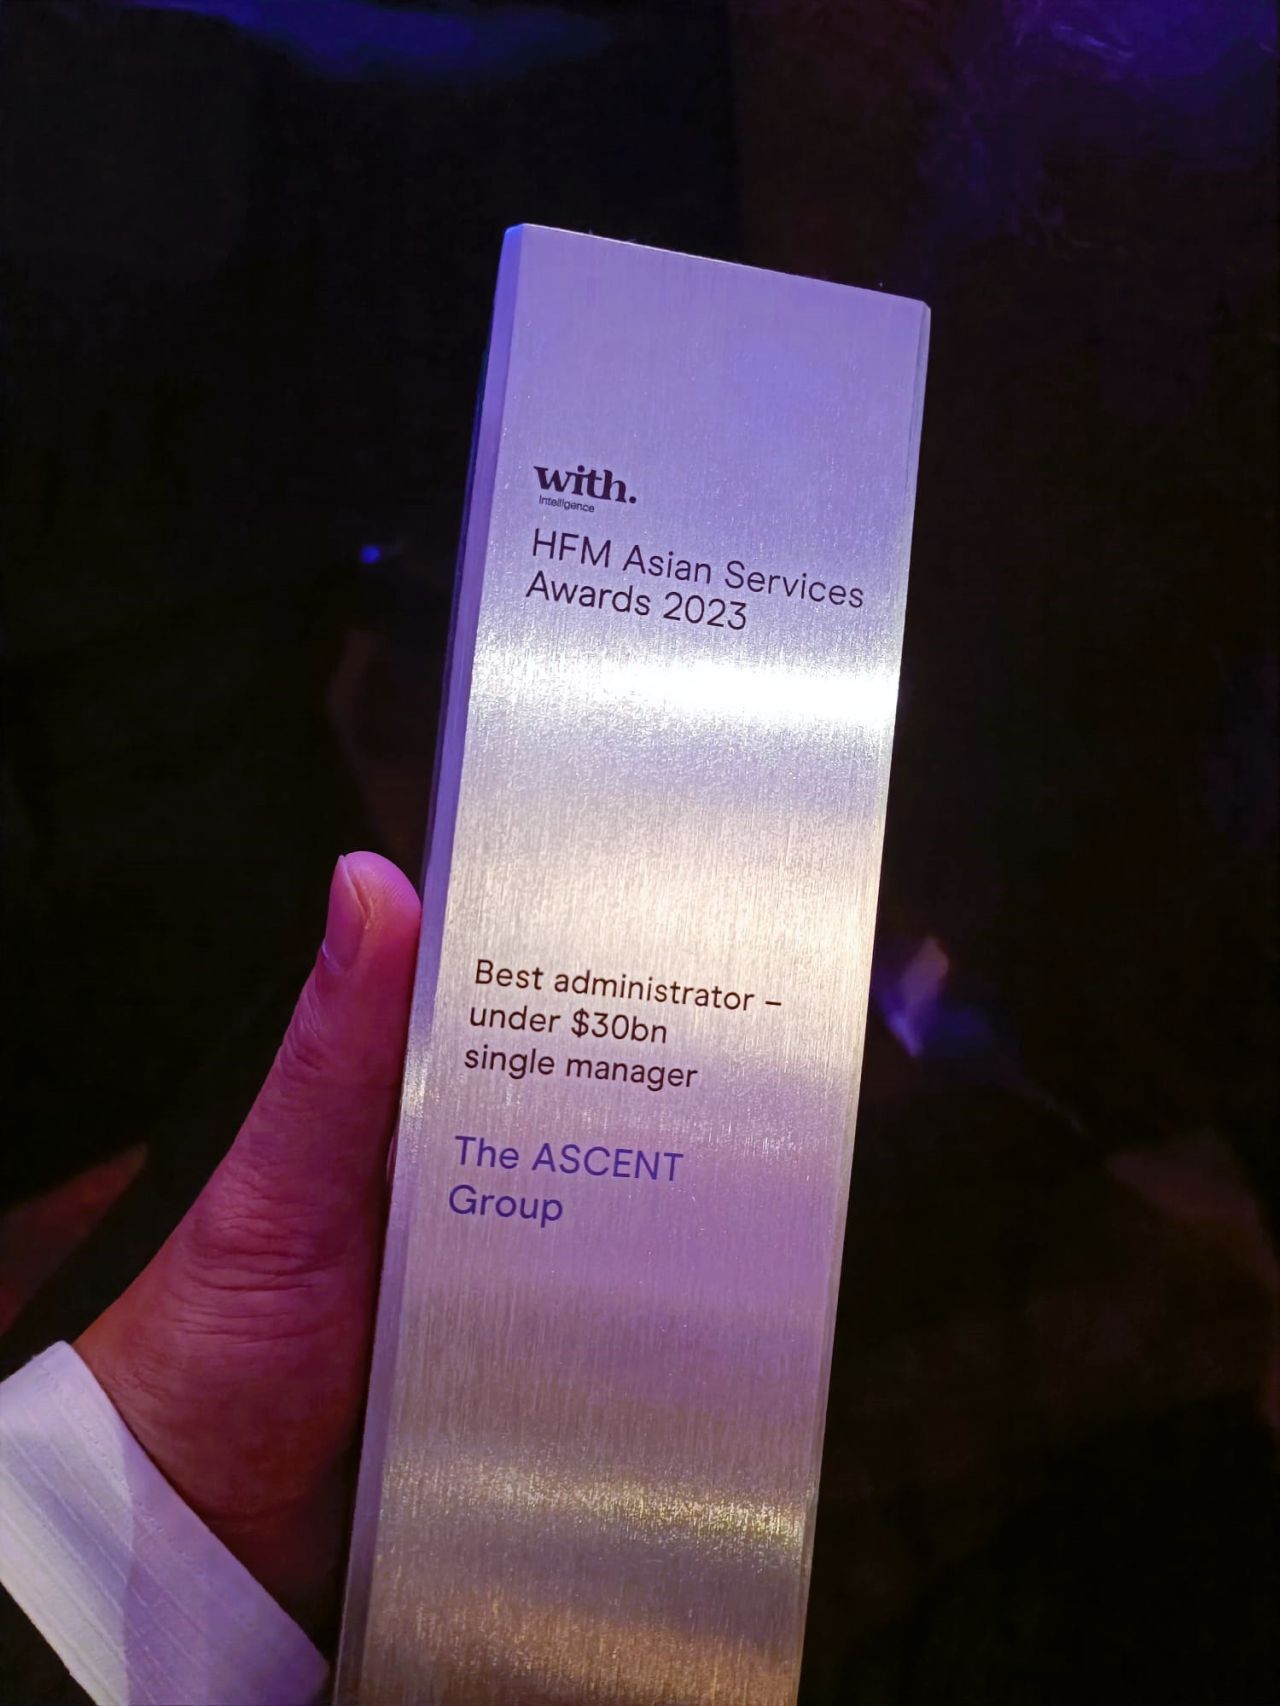 with.
Intelligence
HFM Asian Services
Awards 2023
Best administrator –
under $30bn
single manager
The ASCENT
Group